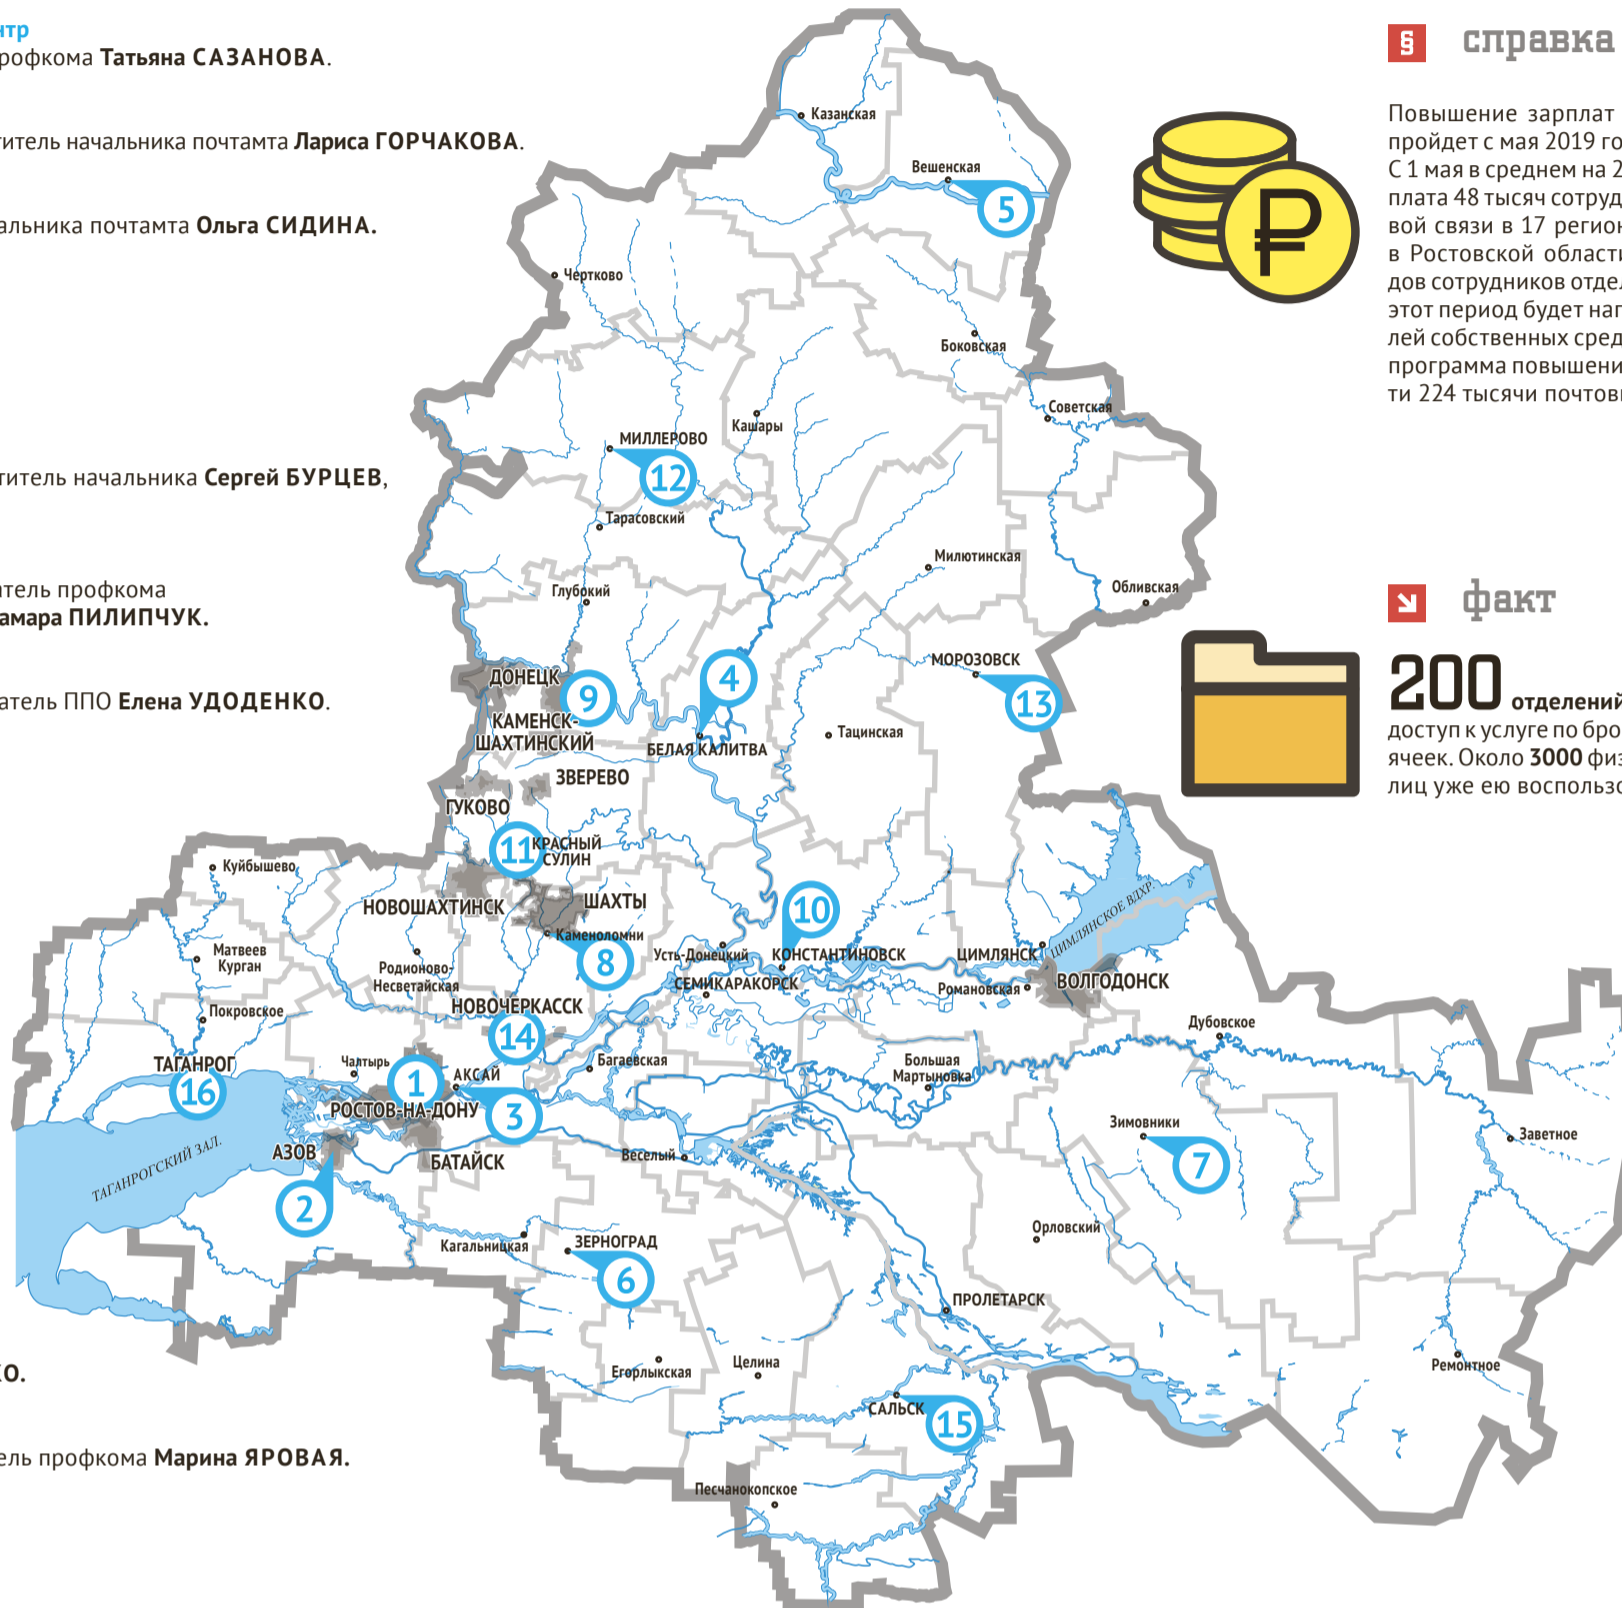 нтр
рофкома Татьяна САЗАНОВА.
титель начальника почтамта Лариса ГОРЧАКОВА.
альника почтамта Ольга СИДИНА.
титель начальника Сергей БУРЦЕВ,
атель профкома
амара ПИЛИПЧУК.
атель ППО Елена УДОДЕНКО.
КО.
ель профкома Марина ЯРОВАЯ.
§ справка
Повышение зарплат
пройдет с мая 2019 го
С 1 мая в среднем на 2
плата 48 тысяч сотруд
вой связи в 17 регион
в Ростовской области
дов сотрудников отдел
этот период будет нап
лей собственных сред
программа повышени
ти 224 тысячи почтов
факт
200 отделений
доступ к услуге по бро
ячеек. Около 3000 физ
лиц уже ею воспользо
Казанская
Вешенская
5
Чертково
Боковская
Советская
Кашары
МИЛЛЕРОВО
12
Тарасовский
Милютинская
Обливская
Глубокий
МОРОЗОВСК
13
ДОНЕЦК
9
4
КАМЕНСК-
ШАХТИНСКИЙ
БЕЛАЯ КАЛИТВА
Тацинская
ЗВЕРЕВО
ГУКОВО
11
КРАСНЫЙ
СУЛИН
Куйбышево
НОВОШАХТИНСК
ШАХТЫ
10
Каменоломни
8
Матвеев
Курган
Родионово-
Несветайская
Усть-Донецкий
КОНСТАНТИНОВСК
ЦИМЛЯНСК
ЦИМЛЯНСКОЕ ВДХР.
СЕМИКАРАКОРСК
Романовская
ВОЛГОДОНСК
НОВОЧЕРКАССК
14
Покровское
Дубовское
ТАГАНРОГ
16
Чалтырь
1
АКСАЙ
3
Багаевская
Большая
Мартыновка
РОСТОВ-НА-ДОНУ
Зимовники
7
Заветное
АЗОВ
2
БАТАЙСК
Веселый
ТАГАНРОГСКИЙ ЗАЛ.
Кагальницкая
ЗЕРНОГРАД
6
Орловский
ПРОЛЕТАРСК
Егорлыкская
Целина
Ремонтное
САЛЬСК
15
Песчанокопское